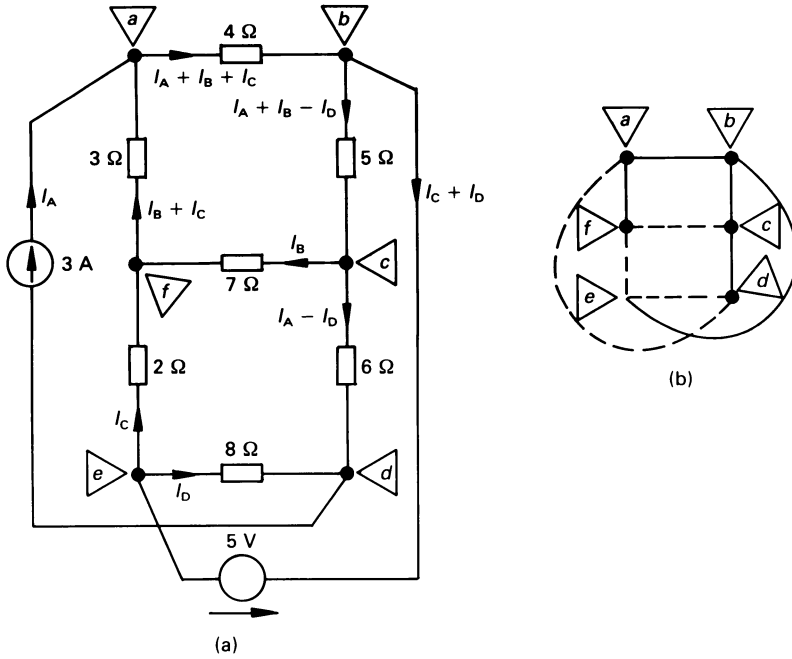 a
b
4 Ω
I_A + I_B + I_C
I_A + I_B − I_D
a
b
3 Ω
5 Ω
I_A
I_B + I_C
I_C + I_D
f
c
3 A
I_B
c
7 Ω
f
e
d
I_A − I_D
(b)
2 Ω
6 Ω
I_C
8 Ω
e
d
I_D
5 V
(a)